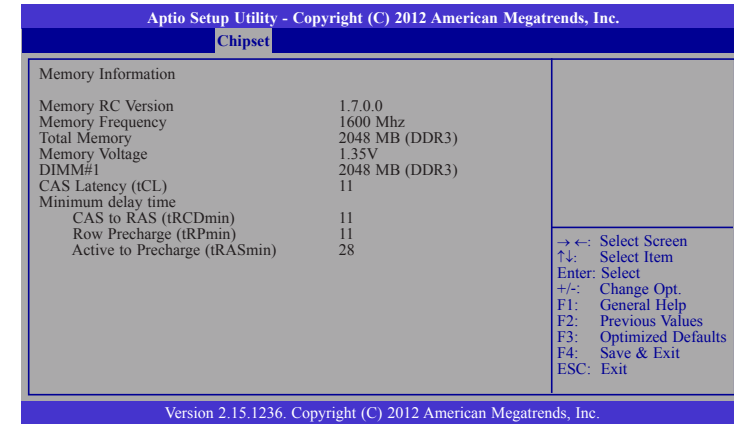 Aptio Setup Utility - Copyright (C) 2012 American Megatrends, Inc.
Chipset
Memory Information
Memory RC Version 1.7.0.0
Memory Frequency 1600 Mhz
Total Memory 2048 MB (DDR3)
Memory Voltage 1.35V
DIMM#1 2048 MB (DDR3)
CAS Latency (tCL) 11
Minimum delay time
CAS to RAS (tRCDmin) 11
Row Precharge (tRPmin) 11
Active to Precharge (tRASmin) 28
→ ←: Select Screen
↑↓: Select Item
Enter: Select
+/-: Change Opt.
F1: General Help
F2: Previous Values
F3: Optimized Defaults
F4: Save & Exit
ESC: Exit
Version 2.15.1236. Copyright (C) 2012 American Megatrends, Inc.